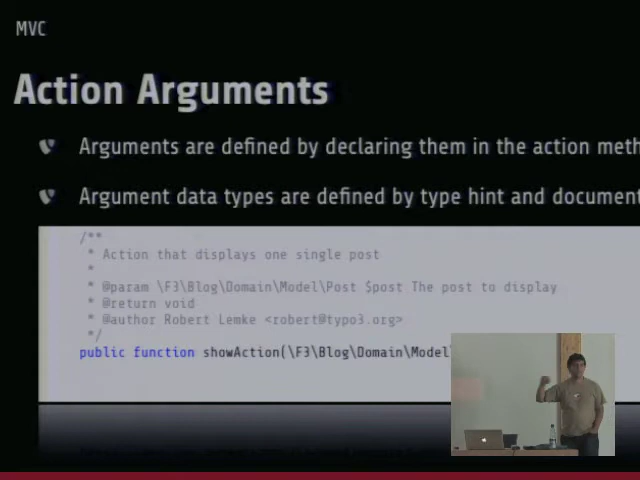 MVC
Action Arguments
Arguments are defined by declaring them in the action
Argument data types are defined by type hint and
/**
* Action that displays one single post
*
* @param \F3\Blog\Domain\Model\Post $post The post to display
* @return void
* @author Robert Lemke <robert@typo3.org>
*/
public function showAction(\F3\Blog\Domain\Model